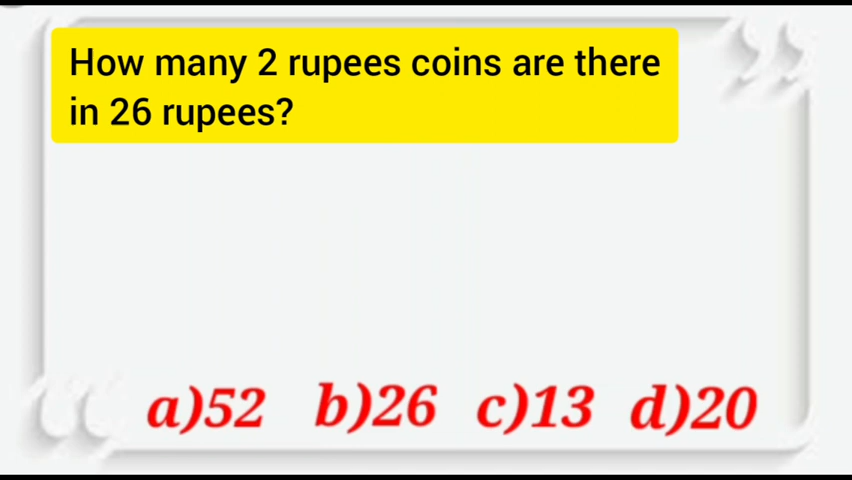 How many 2 rupees coins are there
in 26 rupees?
a)52 b)26 c)13 d)20